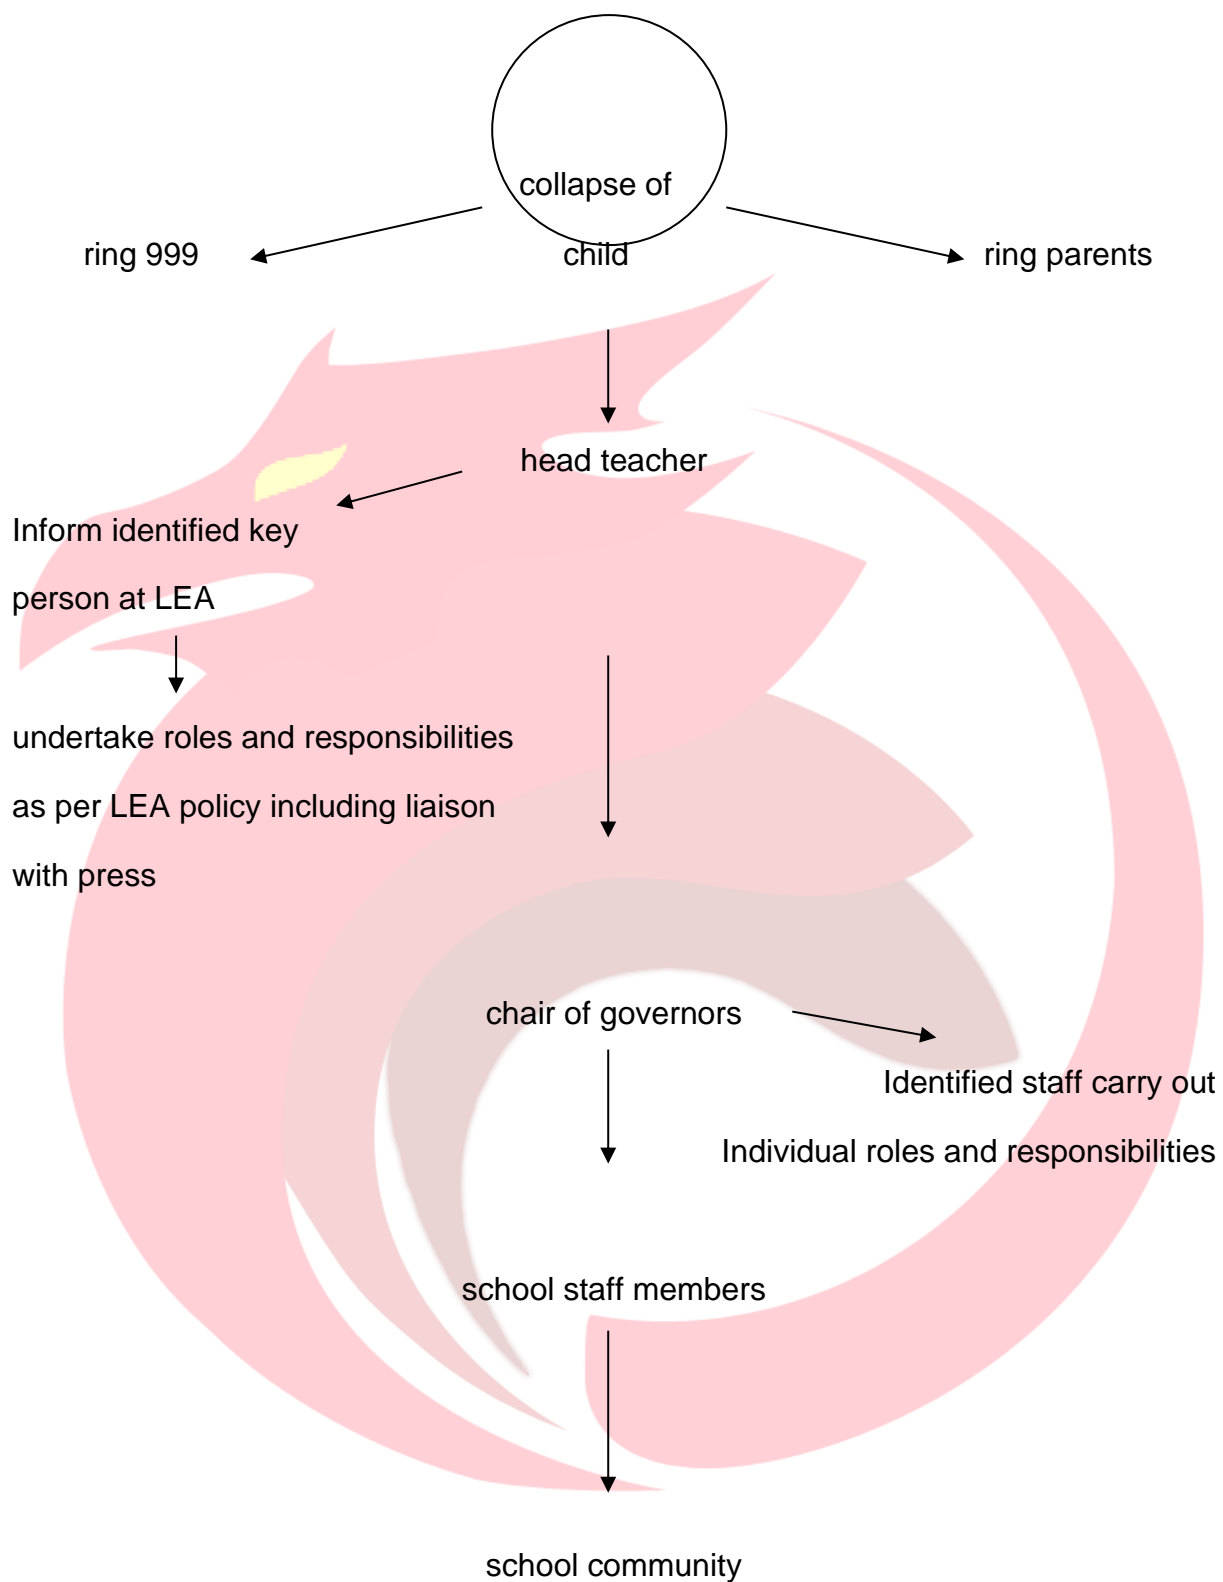 collapse of
ring 999
child
ring parents
head teacher
Inform identified key
person at LEA
undertake roles and responsibilities
as per LEA policy including liaison
with press
chair of governors
Identified staff carry out
Individual roles and responsibilities
school staff members
school community